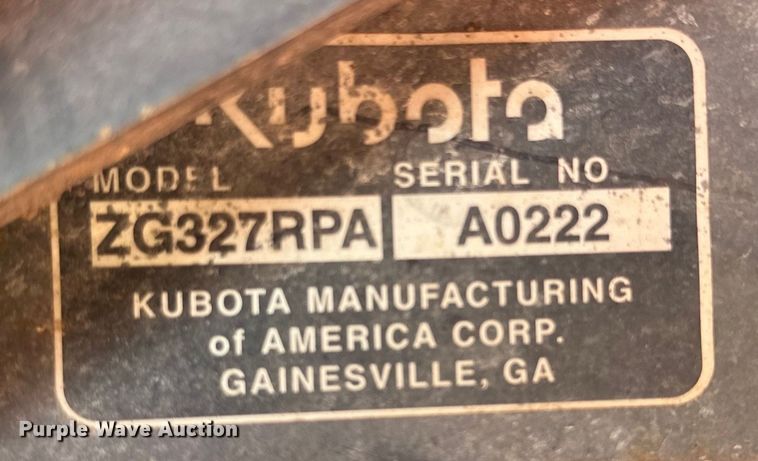 Kubota
MODEL SERIAL NO.
ZG327RPA A0222
KUBOTA MANUFACTURING
of AMERICA CORP.
GAINESVILLE, GA
Purple Wave Auction